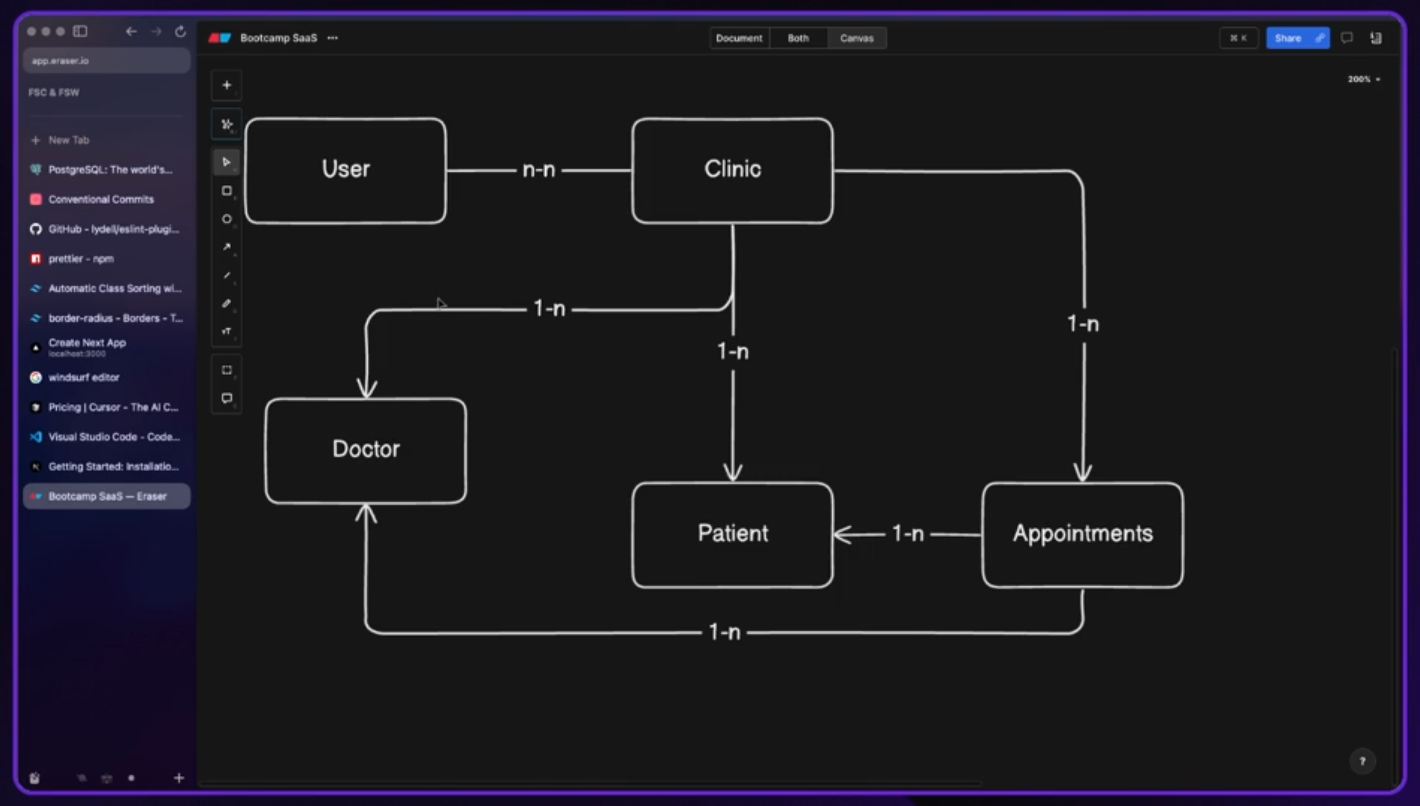 app.eraser.io
FSC & FSW
New Tab
PostgreSQL: The world's...
Conventional Commits
GitHub - lydell/eslint-plugi...
prettier - npm
Automatic Class Sorting wi...
border-radius - Borders - T...
Create Next App
localhost:3000
windsurf editor
Pricing | Cursor - The AI C...
Visual Studio Code - Code...
Getting Started: Installatio...
Bootcamp SaaS — Eraser
Bootcamp SaaS
Document
Both
Canvas
⌘ K
Share
200%
User
n-n
Clinic
1-n
1-n
1-n
Doctor
Patient
1-n
Appointments
1-n
?